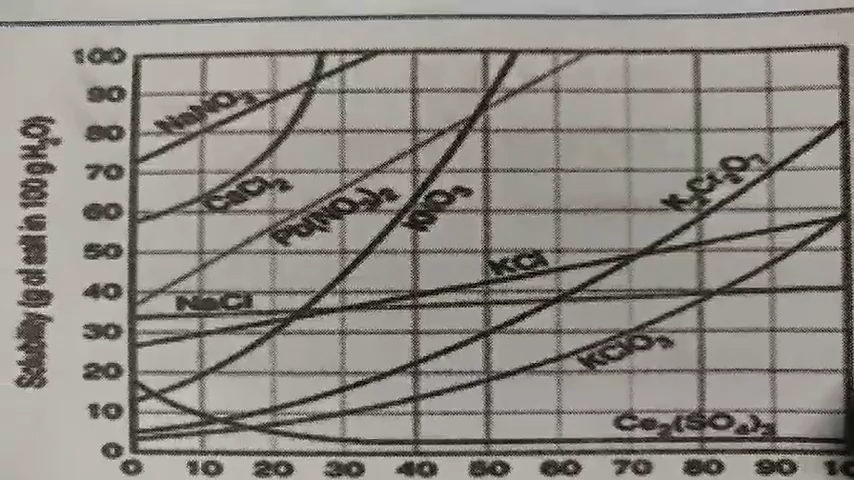 Solubility (g of salt in 100 g H₂O)
100
90
80
70
60
50
40
30
20
10
0
NaNO₃
CaCl₂
Pb(NO₃)₂
KNO₃
NaCl
KCl
K₂Cr₂O₇
KClO₃
Ce₂(SO₄)₃
0 10 20 30 40 50 60 70 80 90